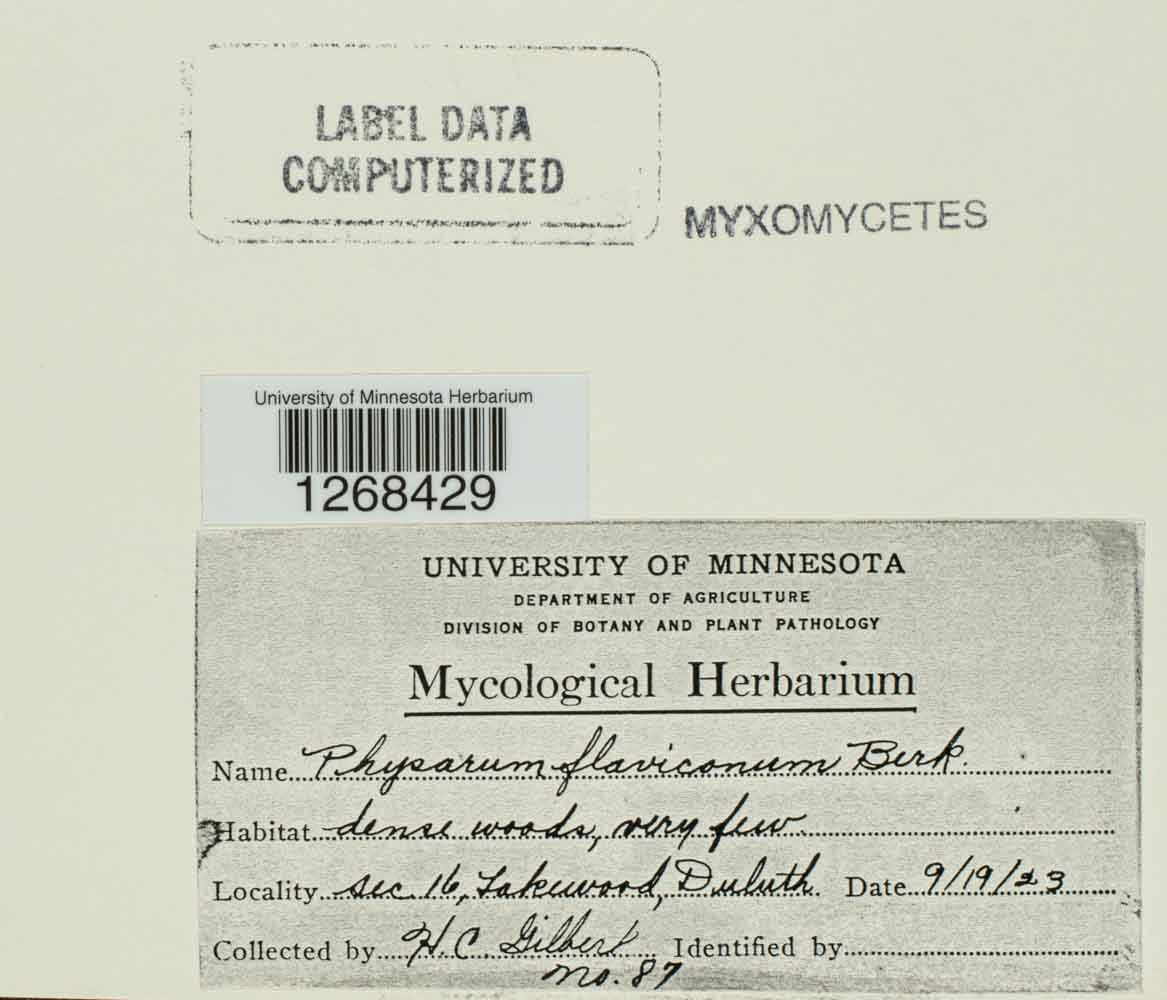 LABEL DATA
COMPUTERIZED
MYXOMYCETES
University of Minnesota Herbarium
1268429
UNIVERSITY OF MINNESOTA
DEPARTMENT OF AGRICULTURE
DIVISION OF BOTANY AND PLANT PATHOLOGY
Mycological Herbarium
Name Physarum flaviconum Berk.
Habitat dense woods, very few.
Locality sec. 16, Lakewood, Duluth. Date 9/19/23
Collected by H.C. Gilbert Identified by
no. 87